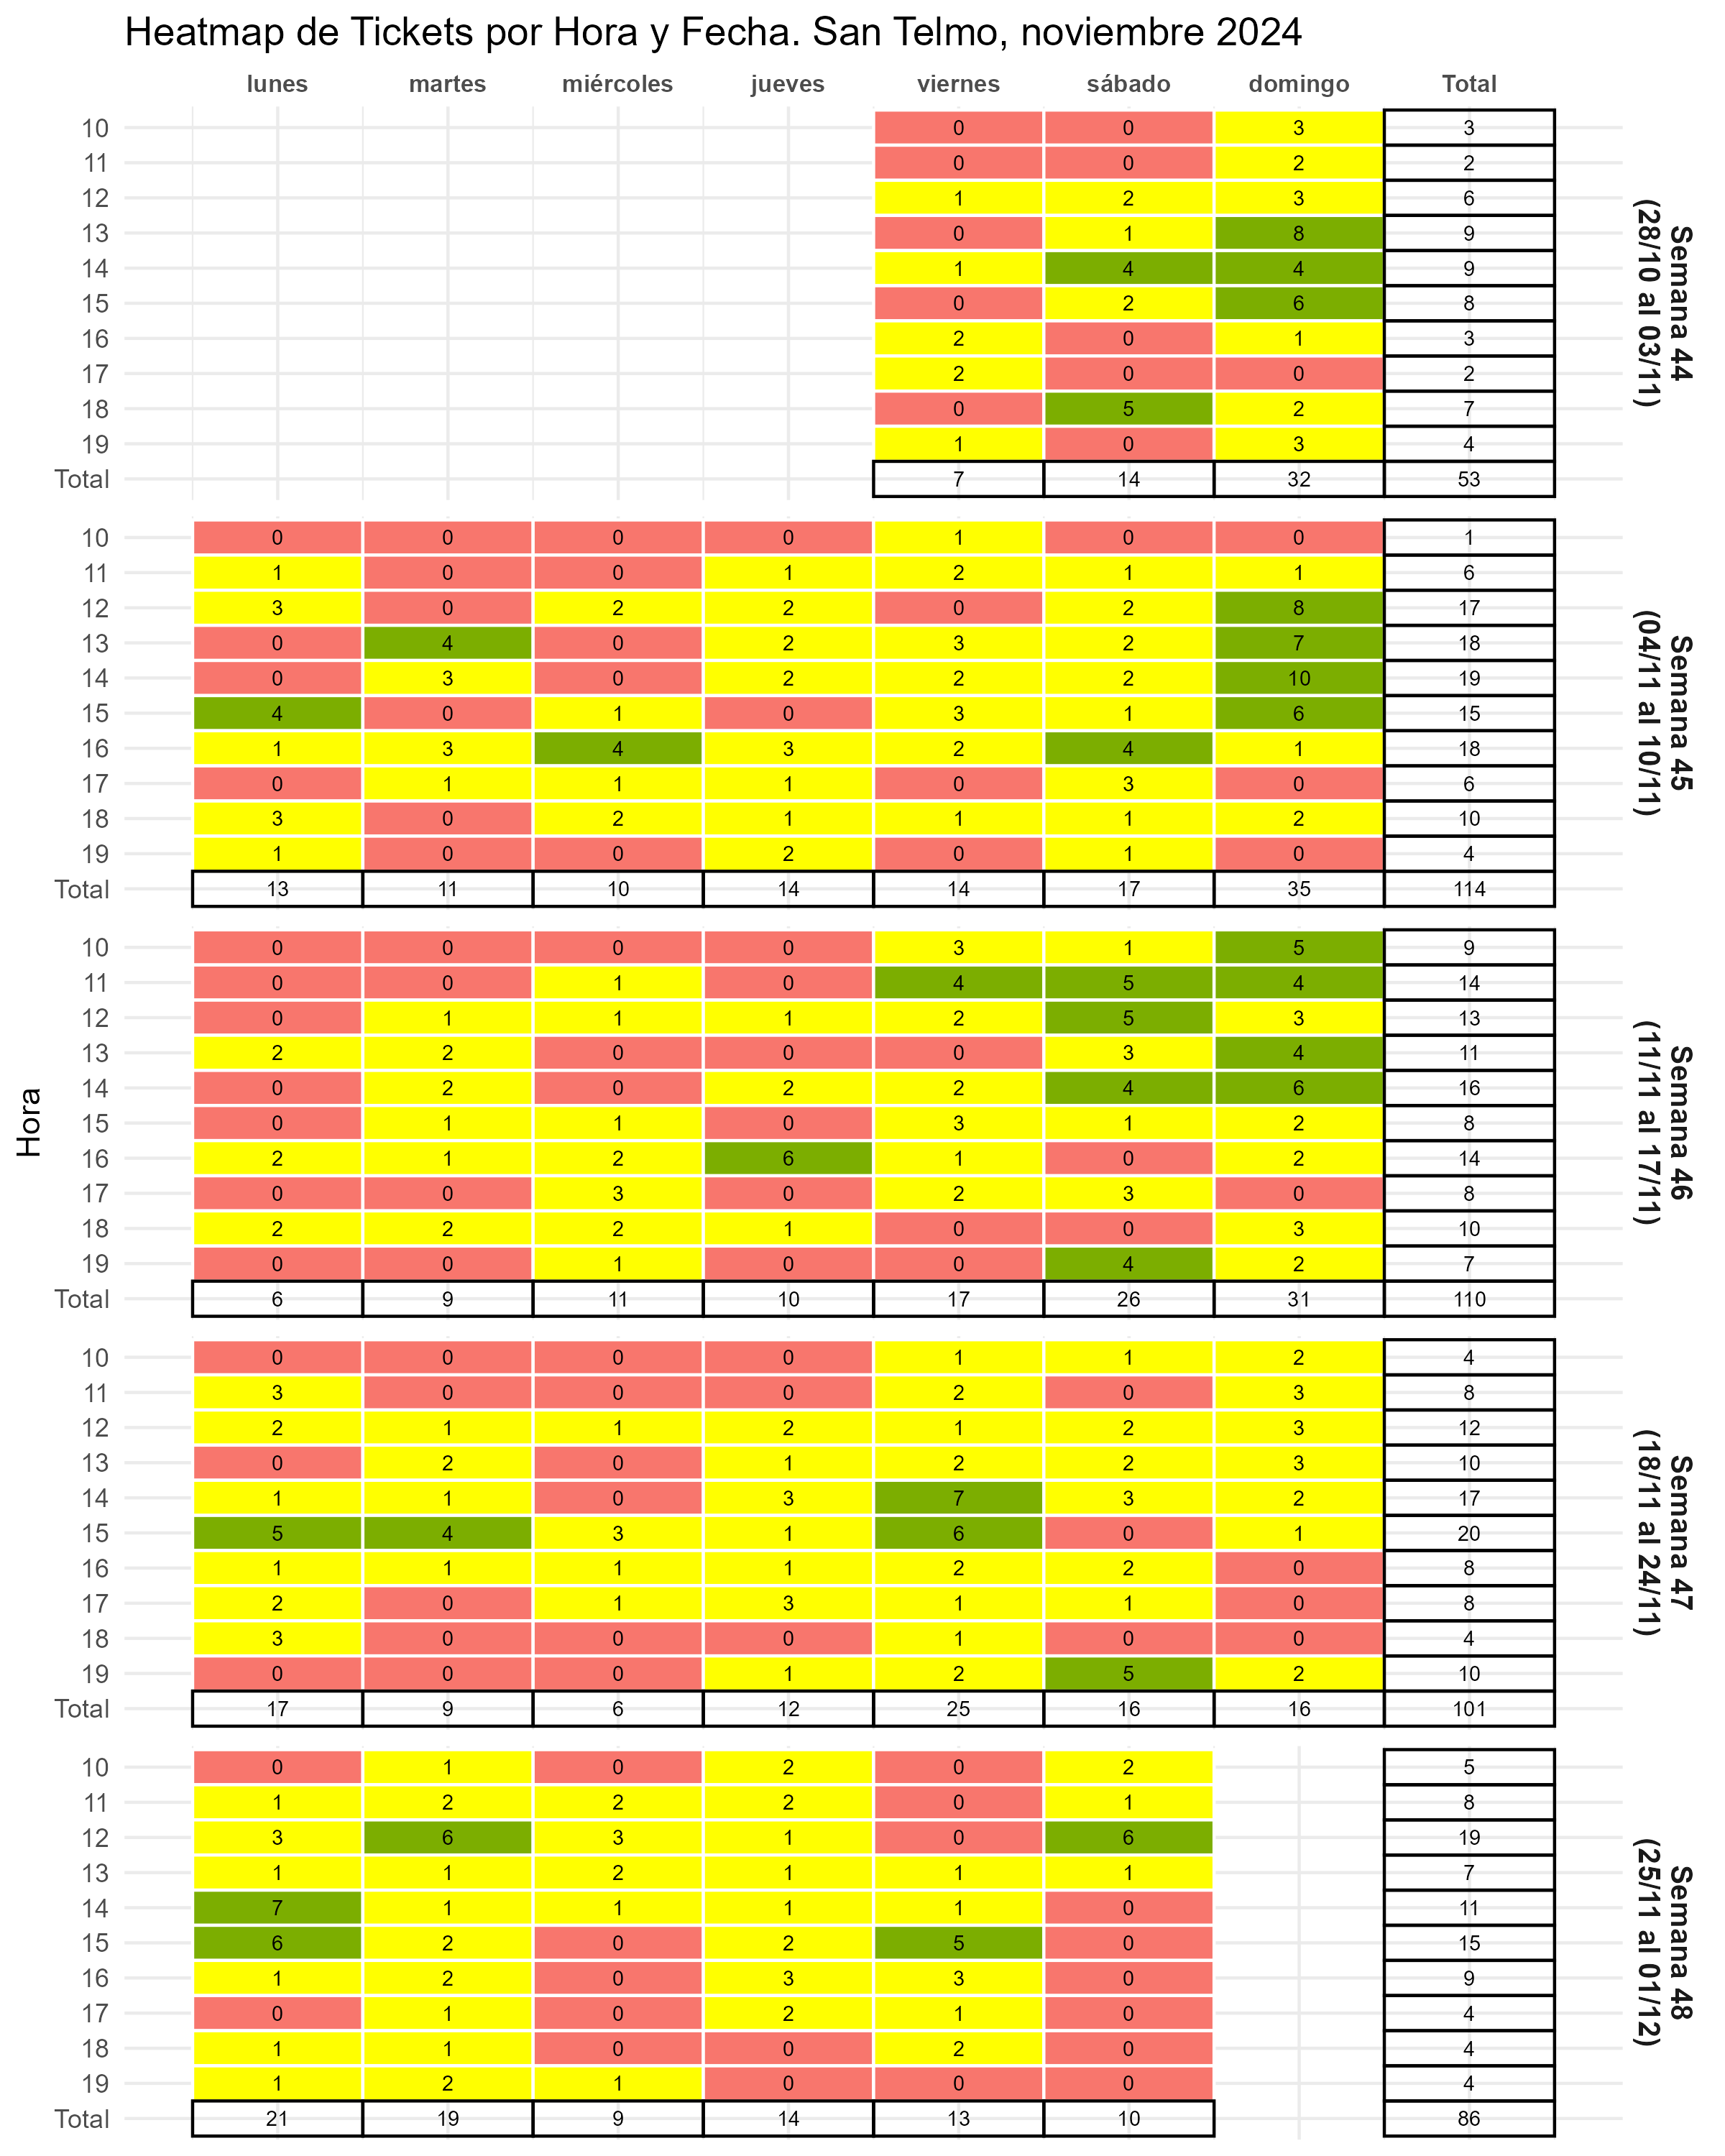 Heatmap de Tickets por Hora y Fecha. San Telmo, noviembre 2024
lunes martes miércoles jueves viernes sábado domingo Total
10 0 0 3 3
11 0 0 2 2
12 1 2 3 6
13 0 1 8 9
14 1 4 4 9
15 0 2 6 8
16 2 0 1 3
17 2 0 0 2
18 0 5 2 7
19 1 0 3 4
Total 7 14 32 53
Semana 44
(28/10 al 03/11)
10 0 0 0 0 1 0 0 1
11 1 0 0 1 2 1 1 6
12 3 0 2 2 0 2 8 17
13 0 4 0 2 3 2 7 18
14 0 3 0 2 2 2 10 19
15 4 0 1 0 3 1 6 15
16 1 3 4 3 2 4 1 18
17 0 1 1 1 0 3 0 6
18 3 0 2 1 1 1 2 10
19 1 0 0 2 0 1 0 4
Total 13 11 10 14 14 17 35 114
Semana 45
(04/11 al 10/11)
Hora
10 0 0 0 0 3 1 5 9
11 0 0 1 0 4 5 4 14
12 0 1 1 1 2 5 3 13
13 2 2 0 0 0 3 4 11
14 0 2 0 2 2 4 6 16
15 0 1 1 0 3 1 2 8
16 2 1 2 6 1 0 2 14
17 0 0 3 0 2 3 0 8
18 2 2 2 1 0 0 3 10
19 0 0 1 0 0 4 2 7
Total 6 9 11 10 17 26 31 110
Semana 46
(11/11 al 17/11)
10 0 0 0 0 1 1 2 4
11 3 0 0 0 2 0 3 8
12 2 1 1 2 1 2 3 12
13 0 2 0 1 2 2 3 10
14 1 1 0 3 7 3 2 17
15 5 4 3 1 6 0 1 20
16 1 1 1 1 2 2 0 8
17 2 0 1 3 1 1 0 8
18 3 0 0 0 1 0 0 4
19 0 0 0 1 2 5 2 10
Total 17 9 6 12 25 16 16 101
Semana 47
(18/11 al 24/11)
10 0 1 0 2 0 2 5
11 1 2 2 2 0 1 8
12 3 6 3 1 0 6 19
13 1 1 2 1 1 1 7
14 7 1 1 1 1 0 11
15 6 2 0 2 5 0 15
16 1 2 0 3 3 0 9
17 0 1 0 2 1 0 4
18 1 1 0 0 2 0 4
19 1 2 1 0 0 0 4
Total 21 19 9 14 13 10 86
Semana 48
(25/11 al 01/12)